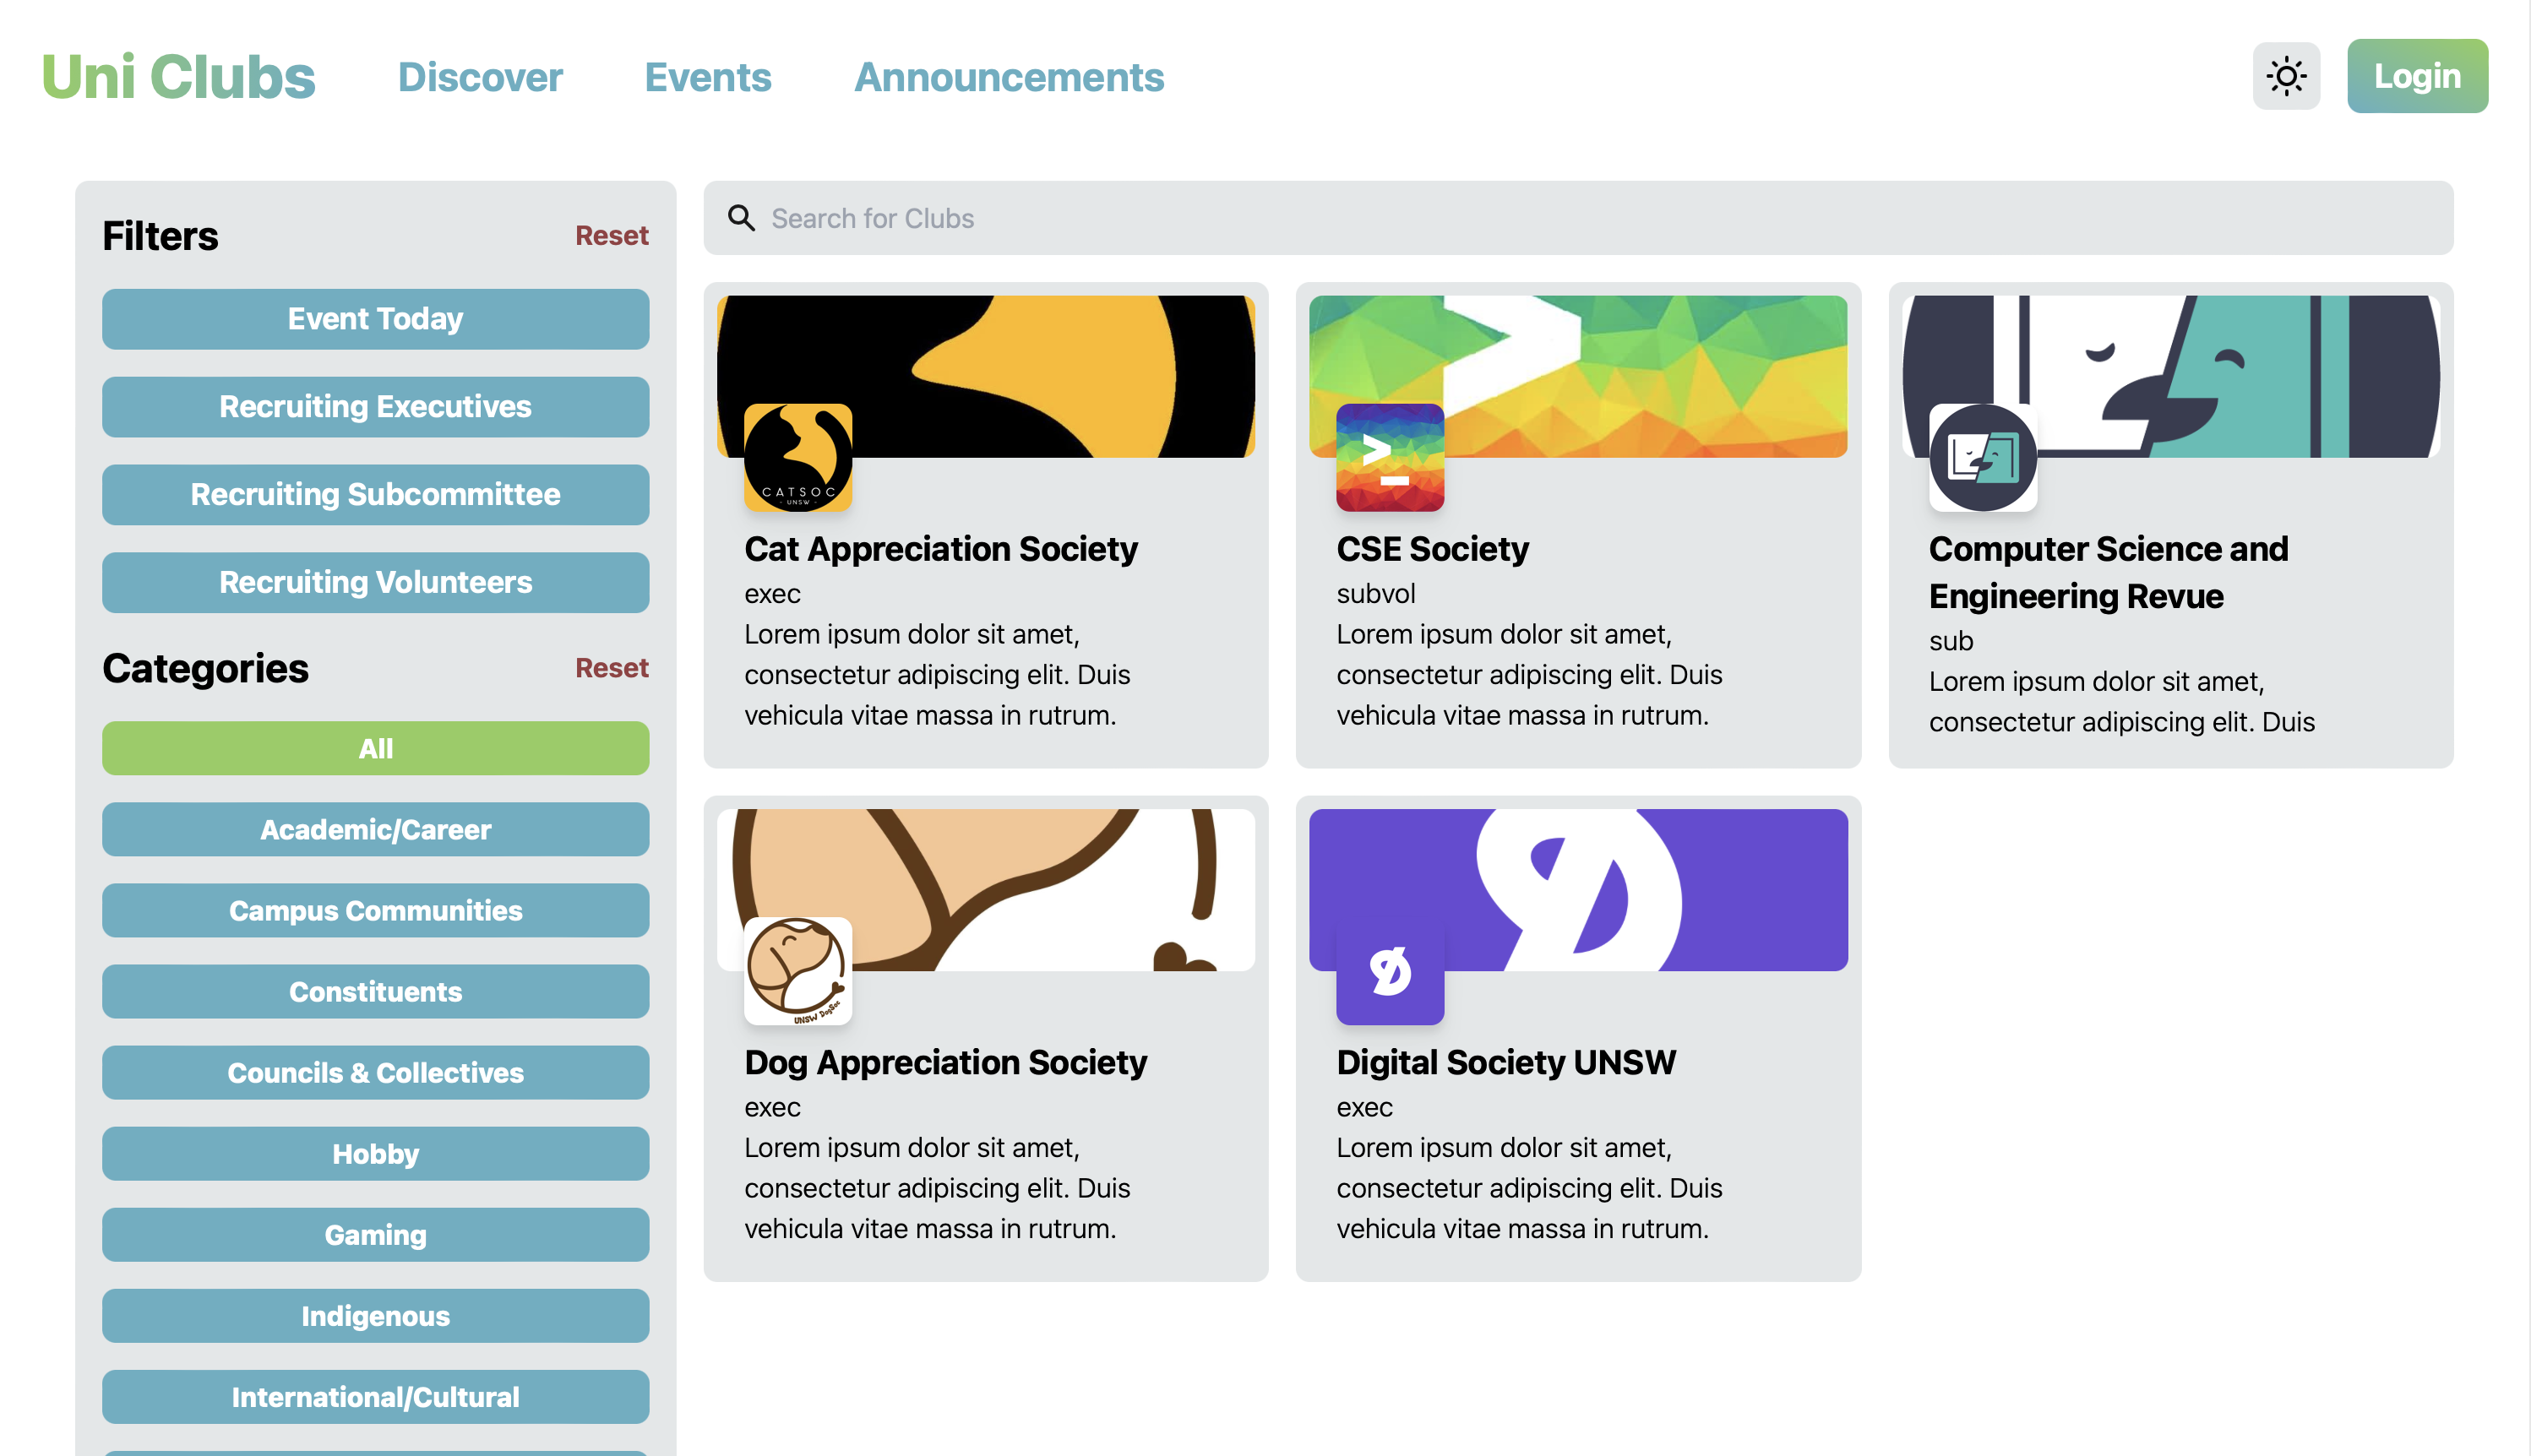 Uni Clubs
Discover
Events
Announcements
Login
Filters
Reset
Event Today
Recruiting Executives
Recruiting Subcommittee
Recruiting Volunteers
Categories
Reset
All
Academic/Career
Campus Communities
Constituents
Councils & Collectives
Hobby
Gaming
Indigenous
International/Cultural
Search for Clubs
CATSOC
- UNSW -
Cat Appreciation Society
exec
Lorem ipsum dolor sit amet,
consectetur adipiscing elit. Duis
vehicula vitae massa in rutrum.
>_
CSE Society
subvol
Lorem ipsum dolor sit amet,
consectetur adipiscing elit. Duis
vehicula vitae massa in rutrum.
Computer Science and
Engineering Revue
sub
Lorem ipsum dolor sit amet,
consectetur adipiscing elit. Duis
UNSW DogSoc
Dog Appreciation Society
exec
Lorem ipsum dolor sit amet,
consectetur adipiscing elit. Duis
vehicula vitae massa in rutrum.
Digital Society UNSW
exec
Lorem ipsum dolor sit amet,
consectetur adipiscing elit. Duis
vehicula vitae massa in rutrum.